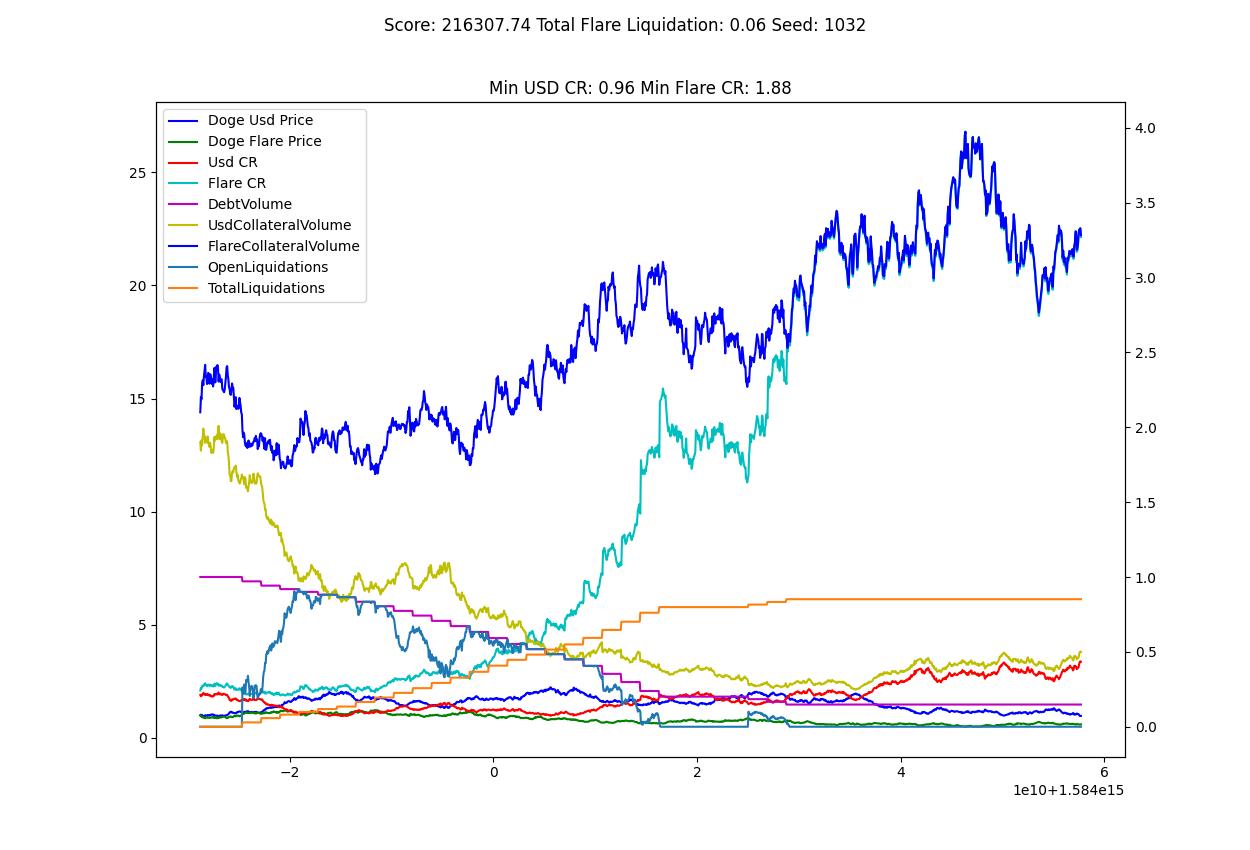 Score: 216307.74 Total Flare Liquidation: 0.06 Seed: 1032
Min USD CR: 0.96 Min Flare CR: 1.88
Doge Usd Price
Doge Flare Price
Usd CR
Flare CR
DebtVolume
UsdCollateralVolume
FlareCollateralVolume
OpenLiquidations
TotalLiquidations
25
20
15
10
5
0
4.0
3.5
3.0
2.5
2.0
1.5
1.0
0.5
0.0
−2 0 2 4 6
1e10+1.584e15